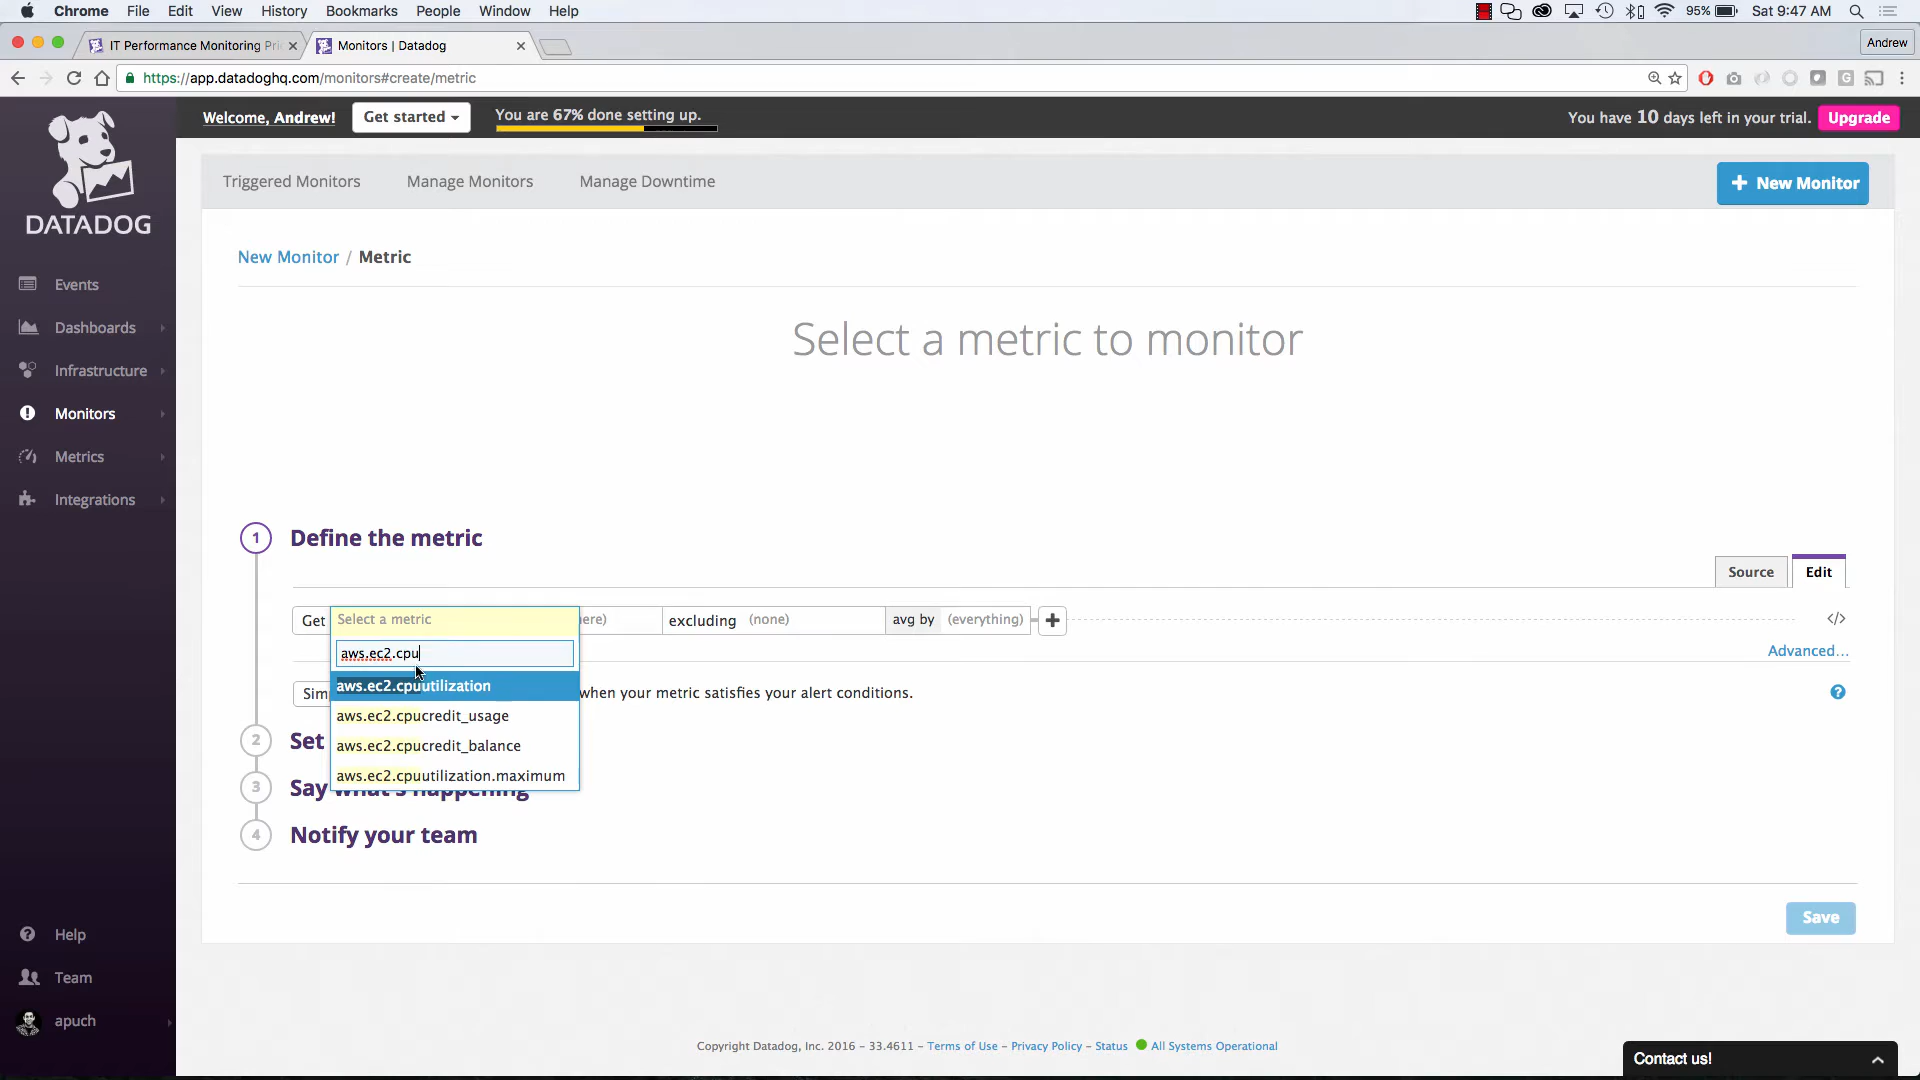 Chrome File Edit View History Bookmarks People Window Help 95% Sat 9:47 AM
IT Performance Monitoring Pri
Monitors | Datadog
Andrew
https://app.datadoghq.com/monitors#create/metric
Welcome, Andrew!
Get started
You are 67% done setting up.
You have 10 days left in your trial.
Upgrade
DATADOG
Events
Dashboards
Infrastructure
Monitors
Metrics
Integrations
Help
Team
apuch
Triggered Monitors
Manage Monitors
Manage Downtime
+ New Monitor
New Monitor / Metric
Select a metric to monitor
1 Define the metric
Source
Edit
Get Select a metric ere) excluding (none) avg by (everything) + </>
aws.ec2.cpu
Advanced...
aws.ec2.cpuutilization
Sim when your metric satisfies your alert conditions. ?
aws.ec2.cpucredit_usage
2 Set
aws.ec2.cpucredit_balance
aws.ec2.cpuutilization.maximum
3 Say what's happening
4 Notify your team
Save
Copyright Datadog, Inc. 2016 – 33.4611 – Terms of Use – Privacy Policy – Status All Systems Operational
Contact us!